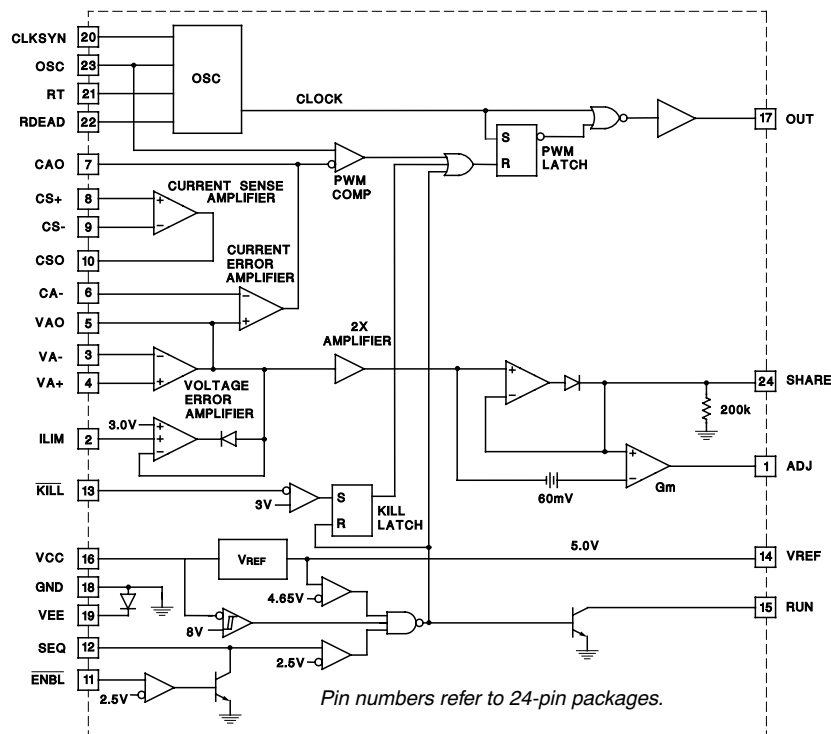 CLKSYN 20
OSC 23
RT 21
RDEAD 22
OSC
CLOCK
S
R
PWM
LATCH
17 OUT
CAO 7
PWM
COMP
CS+ 8
CS- 9
CSO 10
CURRENT SENSE
AMPLIFIER
+
−
CURRENT
ERROR
AMPLIFIER
CA- 6
−
VAO 5
+
VA- 3
−
VA+ 4
+
VOLTAGE
ERROR
AMPLIFIER
2X
AMPLIFIER
+
−
24 SHARE
200k
3.0V
+
ILIM 2
+
−
+
−
Gm
60mV
1 ADJ
KILL 13
3V
S
R
KILL
LATCH
VCC 16
VREF
5.0V
14 VREF
GND 18
VEE 19
4.65V
8V
15 RUN
SEQ 12
2.5V
ENBL 11
2.5V
Pin numbers refer to 24-pin packages.